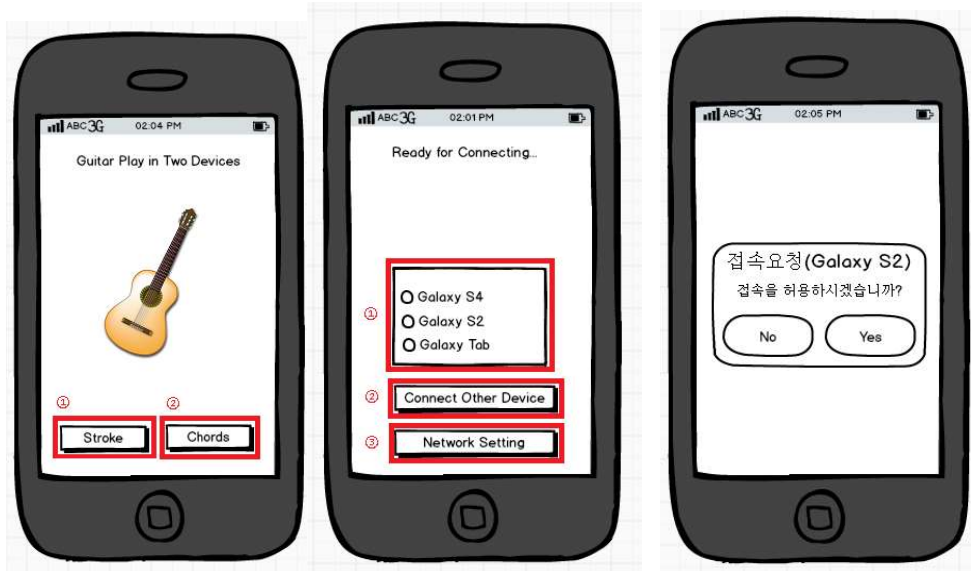 ABC 3G 02:04 PM
Guitar Play in Two Devices
① ②
Stroke Chords
ABC 3G 02:01 PM
Ready for Connecting...
①
Galaxy S4
Galaxy S2
Galaxy Tab
② Connect Other Device
③ Network Setting
ABC 3G 02:05 PM
접속요청(Galaxy S2)
접속을 허용하시겠습니까?
No Yes